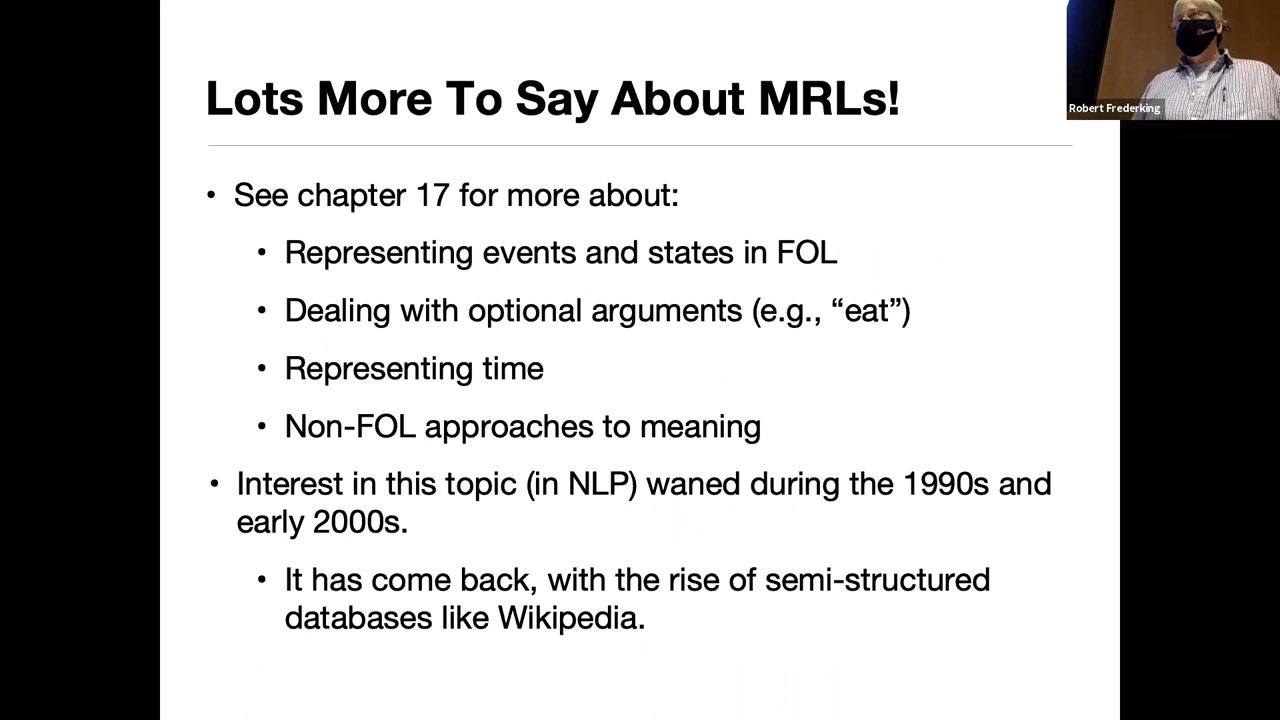 Lots More To Say About MRLs!
Robert Frederking
• See chapter 17 for more about:
• Representing events and states in FOL
• Dealing with optional arguments (e.g., “eat”)
• Representing time
• Non-FOL approaches to meaning
• Interest in this topic (in NLP) waned during the 1990s and
early 2000s.
• It has come back, with the rise of semi-structured
databases like Wikipedia.